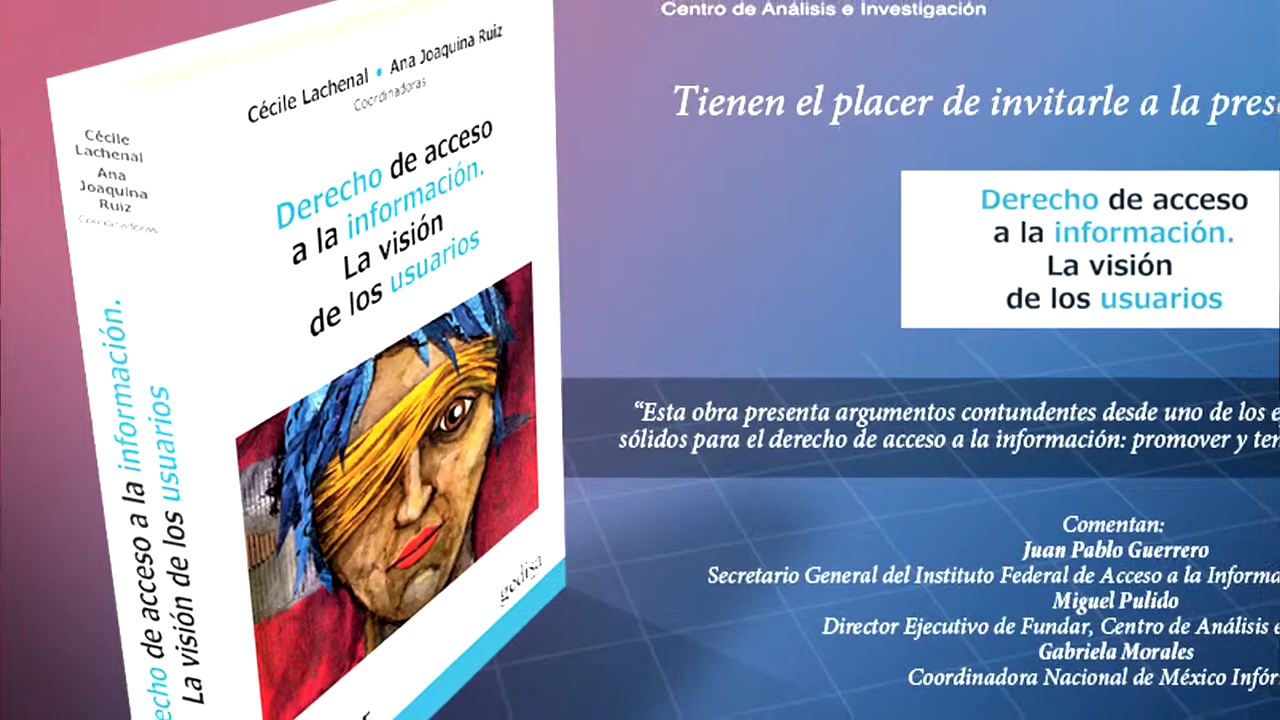 Cécile Lachenal • Ana Joaquina Ruiz
Coordinadoras
Derecho de acceso
a la información.
La visión
de los usuarios
gedisa
Cécile
Lachenal
Ana
Joaquina
Ruiz
Coordinadoras
de acceso a la información.
La visión de los usuarios
Centro de Análisis e Investigación
Tienen el placer de invitarle a la
Derecho de acceso
a la información.
La visión
de los usuarios
“Esta obra presenta argumentos contundentes desde uno de los
sólidos para el derecho de acceso a la información: promover y
Comentan:
Juan Pablo Guerrero
Secretario General del Instituto Federal de Acceso a la
Miguel Pulido
Director Ejecutivo de Fundar, Centro de Análisis
Gabriela Morales
Coordinadora Nacional de México